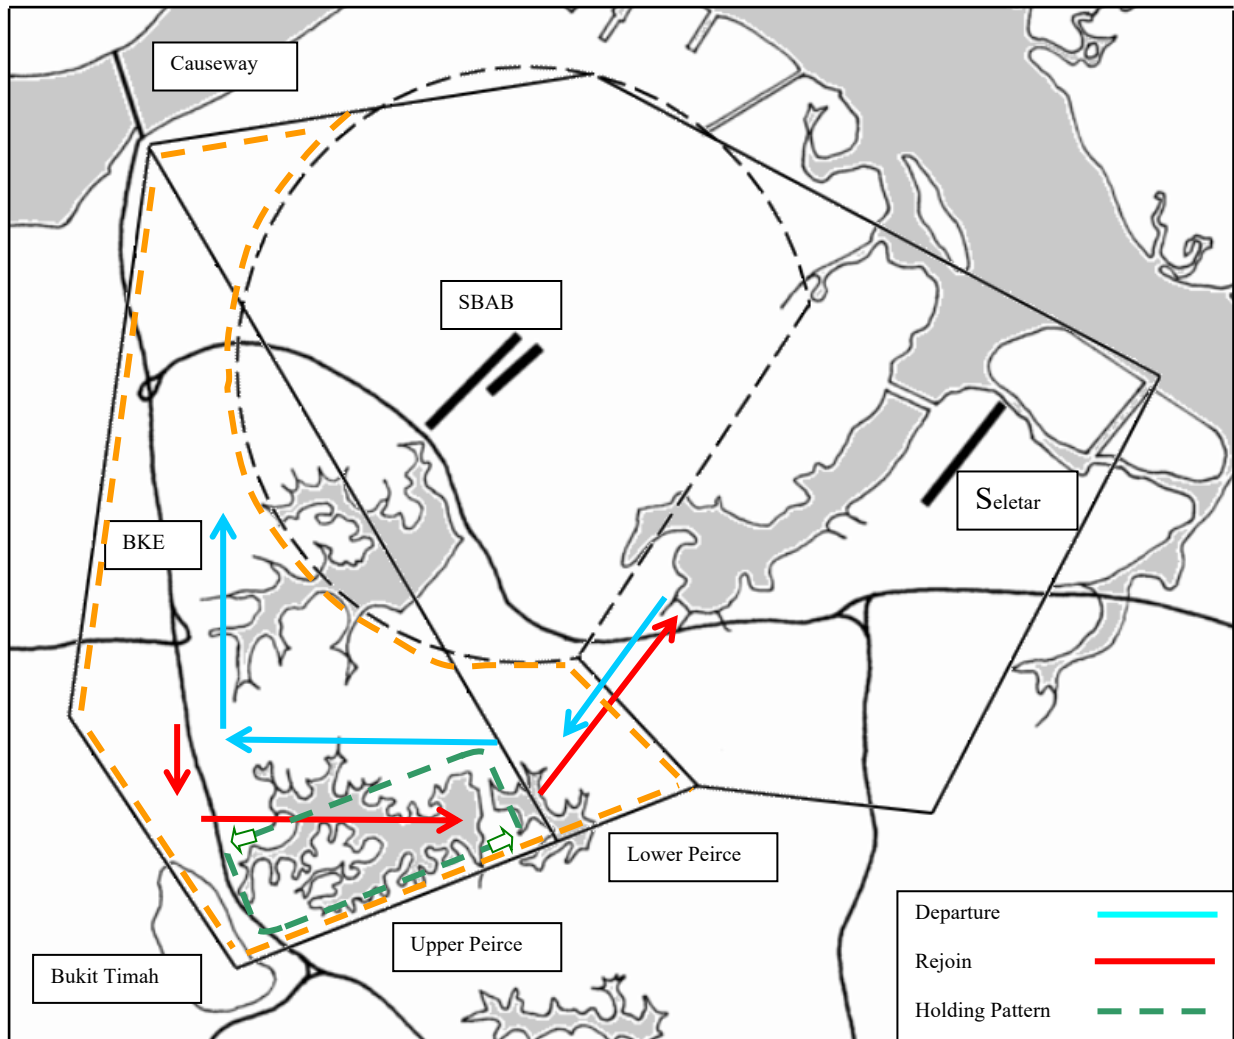 Causeway
SBAB
Seletar
BKE
Lower Peirce
Upper Peirce
Bukit Timah
Departure
Rejoin
Holding Pattern